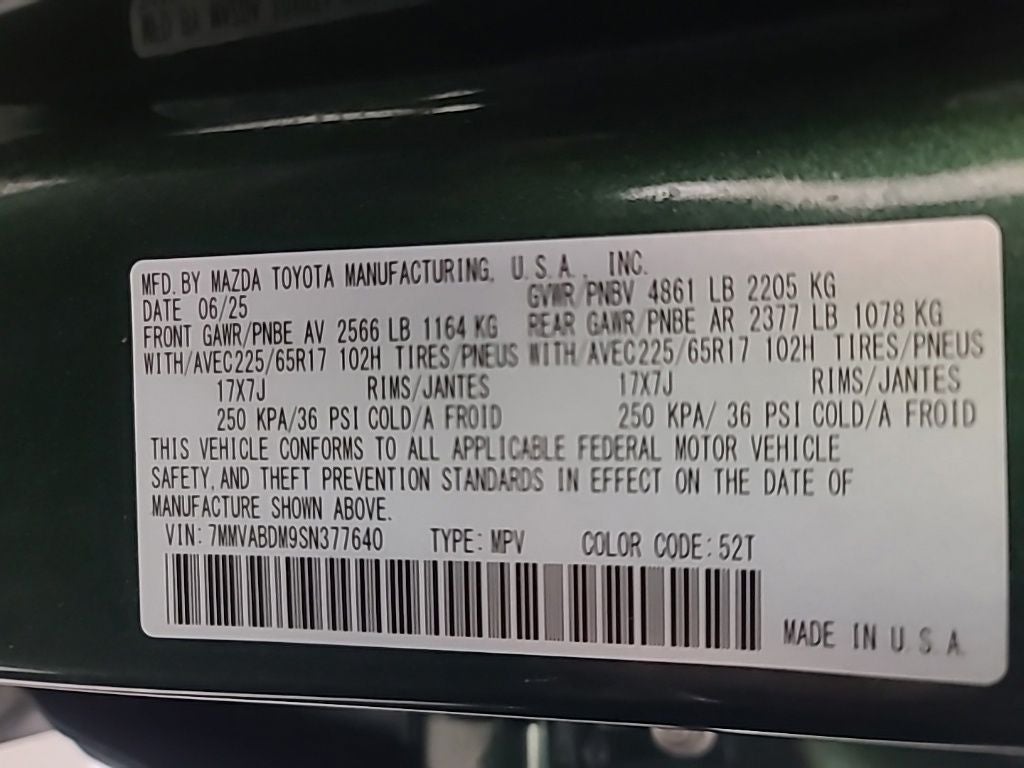 MFD. BY MAZDA TOYOTA MANUFACTURING, U.S.A., INC.
DATE 06/25 GVWR/PNBV 4861 LB 2205 KG
FRONT GAWR/PNBE AV 2566 LB 1164 KG REAR GAWR/PNBE AR 2377 LB 1078 KG
WITH/AVEC225/65R17 102H TIRES/PNEUS WITH/AVEC225/65R17 102H TIRES/PNEUS
17X7J RIMS/JANTES 17X7J RIMS/JANTES
250 KPA/36 PSI COLD/A FROID 250 KPA/ 36 PSI COLD/A FROID
THIS VEHICLE CONFORMS TO ALL APPLICABLE FEDERAL MOTOR VEHICLE
SAFETY, AND THEFT PREVENTION STANDARDS IN EFFECT ON THE DATE OF
MANUFACTURE SHOWN ABOVE.
VIN: 7MMVABDM9SN377640 TYPE: MPV COLOR CODE: 52T
MADE IN U.S.A.